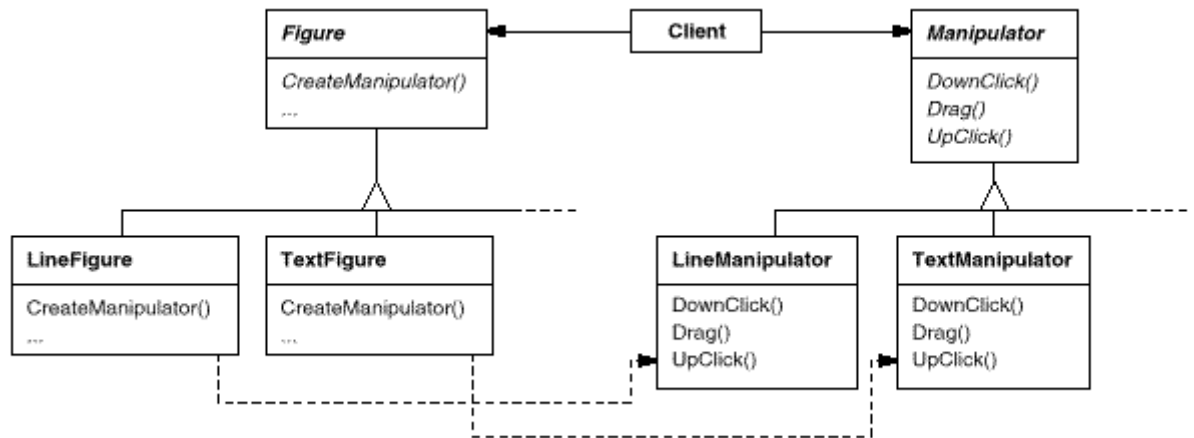 Figure
CreateManipulator()
...
Client
Manipulator
DownClick()
Drag()
UpClick()
LineFigure
CreateManipulator()
...
TextFigure
CreateManipulator()
...
LineManipulator
DownClick()
Drag()
UpClick()
TextManipulator
DownClick()
Drag()
UpClick()